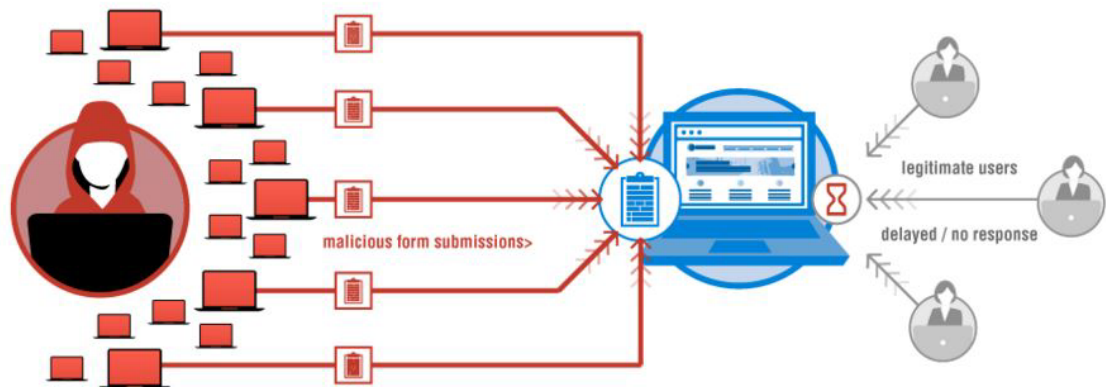 malicious form submissions>
legitimate users
delayed / no response